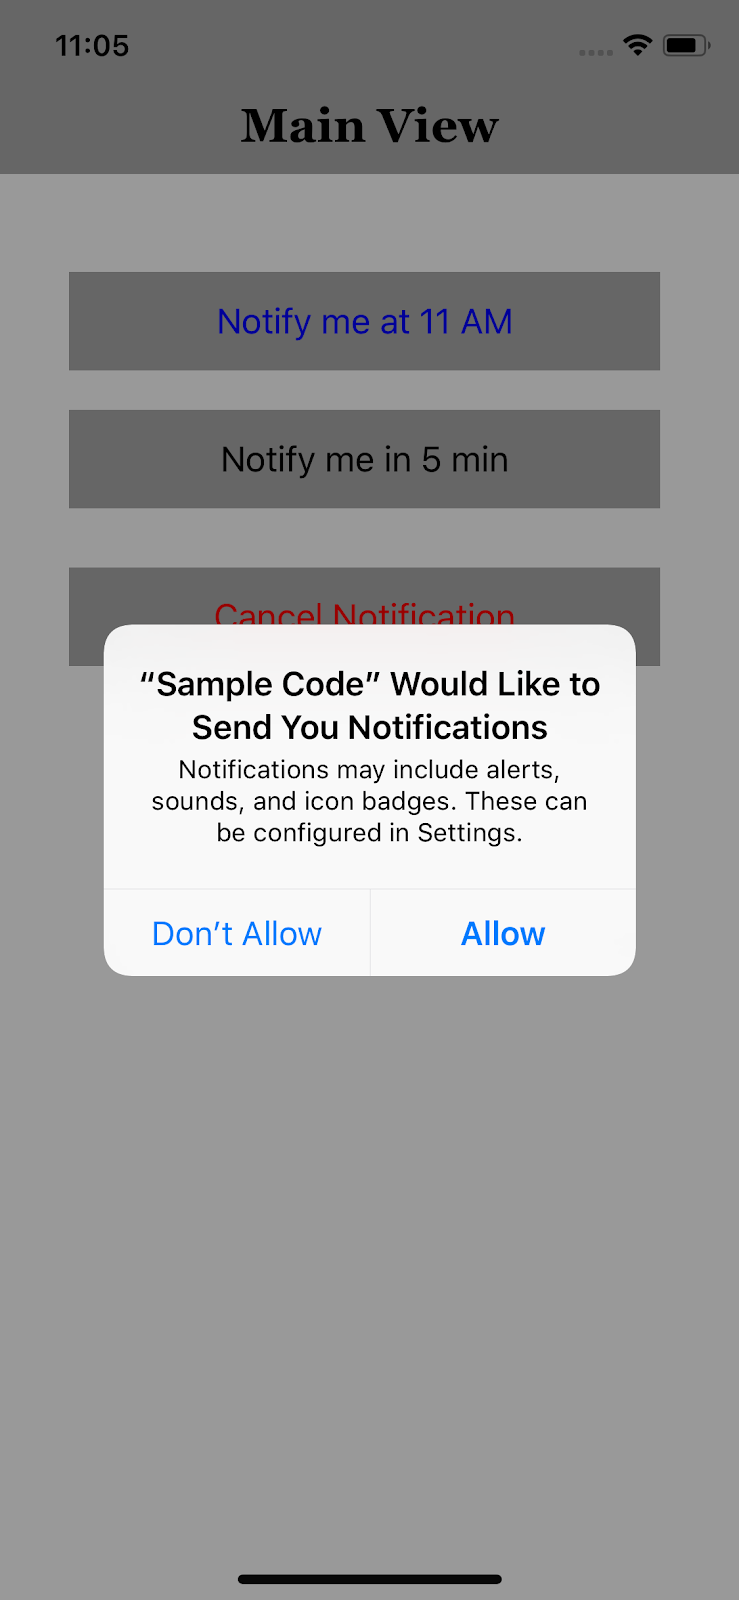 11:05
Main View
Notify me at 11 AM
Notify me in 5 min
Cancel Notification
“Sample Code” Would Like to
Send You Notifications
Notifications may include alerts,
sounds, and icon badges. These can
be configured in Settings.
Don’t Allow
Allow